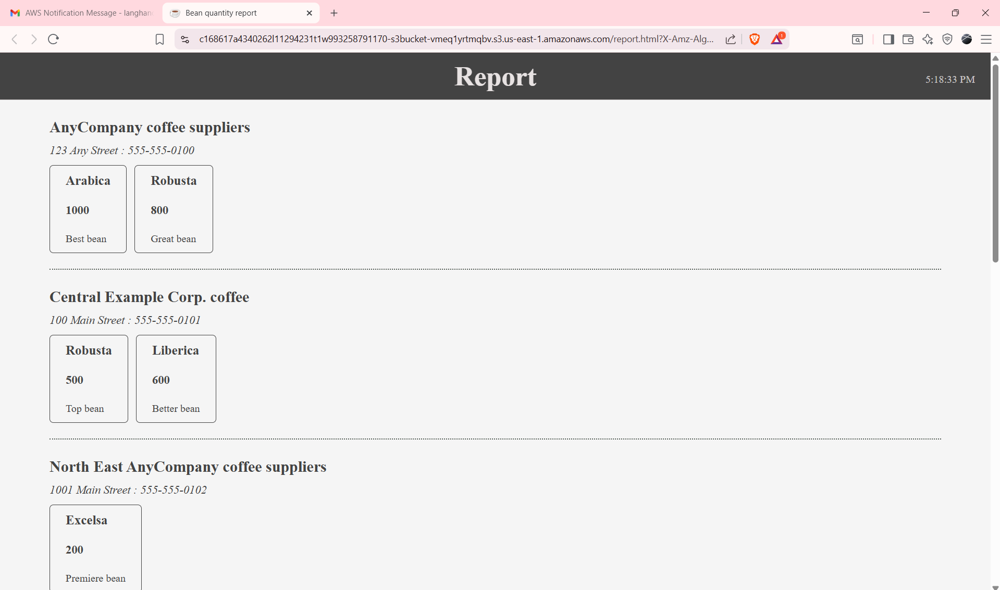 AWS Notification Message - langhan
Bean quantity report
c168617a4340262l11294231t1w993258791170-s3bucket-vmeq1yrtmqbv.s3.us-east-1.amazonaws.com/report.html?X-Amz-Alg...
1
Report
5:18:33 PM
AnyCompany coffee suppliers
123 Any Street : 555-555-0100
Arabica
1000
Best bean
Robusta
800
Great bean
Central Example Corp. coffee
100 Main Street : 555-555-0101
Robusta
500
Top bean
Liberica
600
Better bean
North East AnyCompany coffee suppliers
1001 Main Street : 555-555-0102
Excelsa
200
Premiere bean